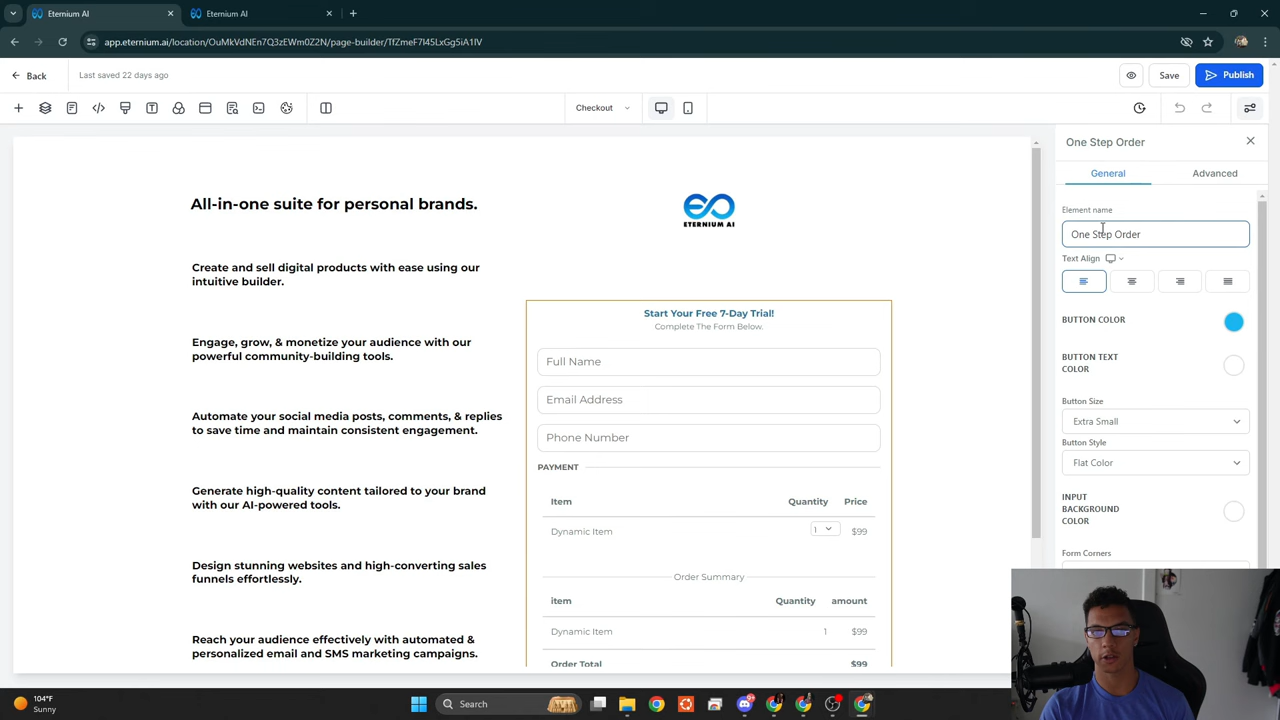 Eternium AI
Eternium AI
app.eternium.ai/location/OuMkVdNEn7Q3zEWm0Z2N/page-builder/TfZmeF7I45LxGg5iA1IV
Back
Last saved 22 days ago
Save
Publish
Checkout
One Step Order
General
Advanced
Element name
One Step Order
Text Align
BUTTON COLOR
BUTTON TEXT
COLOR
Button Size
Extra Small
Button Style
Flat Color
INPUT
BACKGROUND
COLOR
Form Corners
All-in-one suite for personal brands.
Create and sell digital products with ease using our
intuitive builder.
Engage, grow, & monetize your audience with our
powerful community-building tools.
Automate your social media posts, comments, & replies
to save time and maintain consistent engagement.
Generate high-quality content tailored to your brand
with our AI-powered tools.
Design stunning websites and high-converting sales
funnels effortlessly.
Reach your audience effectively with automated &
personalized email and SMS marketing campaigns.
ETERNIUM AI
Start Your Free 7-Day Trial!
Complete The Form Below.
Full Name
Email Address
Phone Number
PAYMENT
Item Quantity Price
Dynamic Item 1 $99
Order Summary
item Quantity amount
Dynamic Item 1 $99
Order Total $99
104°F
Sunny
Search